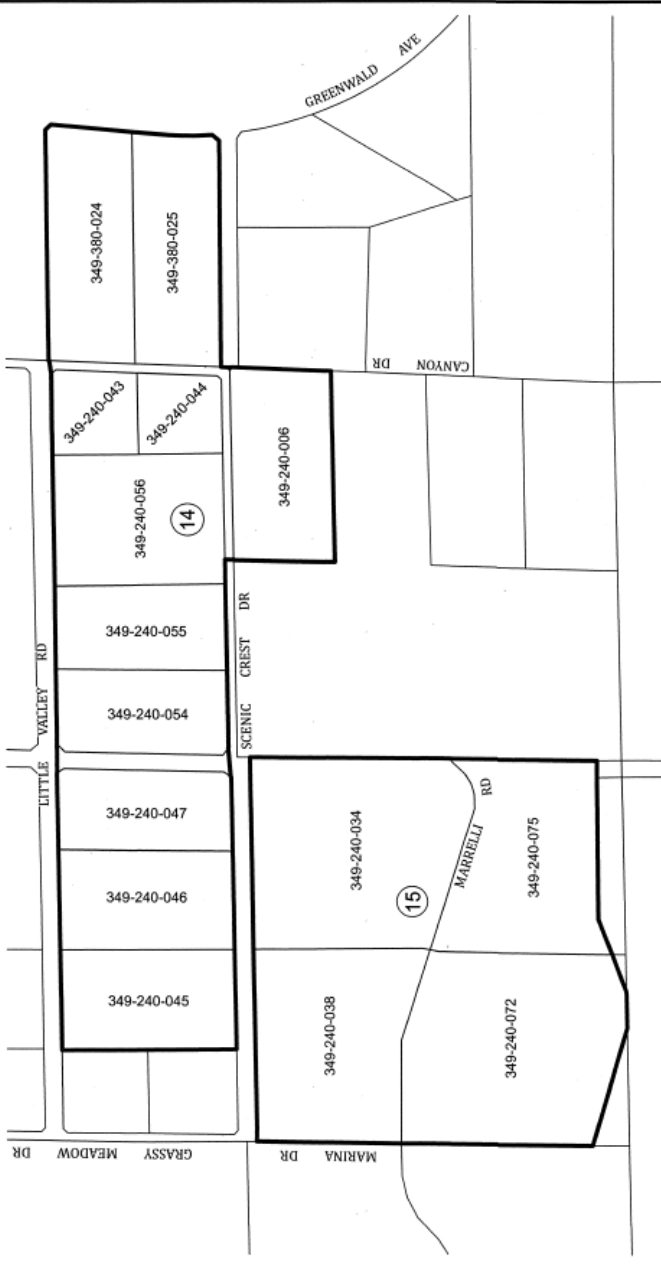 GREENWALD AVE
349-380-024
349-380-025
CANYON DR
349-240-043
349-240-044
349-240-006
349-240-056
14
349-240-055
SCENIC CREST DR
LITTLE VALLEY RD
349-240-054
349-240-047
349-240-034
MARRELLI RD
349-240-075
349-240-046
15
349-240-045
349-240-038
349-240-072
GRASSY MEADOW DR
MARINA DR